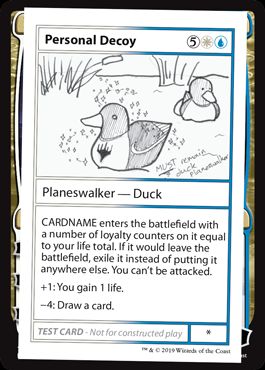 Personal Decoy 5
MUST remain
a duck
Planeswalker
Planeswalker — Duck
CARDNAME enters the battlefield with
a number of loyalty counters on it equal
to your life total. If it would leave the
battlefield, exile it instead of putting it
anywhere else. You can't be attacked.
+1: You gain 1 life.
−4: Draw a card.
TEST CARD - Not for constructed play *
™ & © 2019 Wizards of the Coast